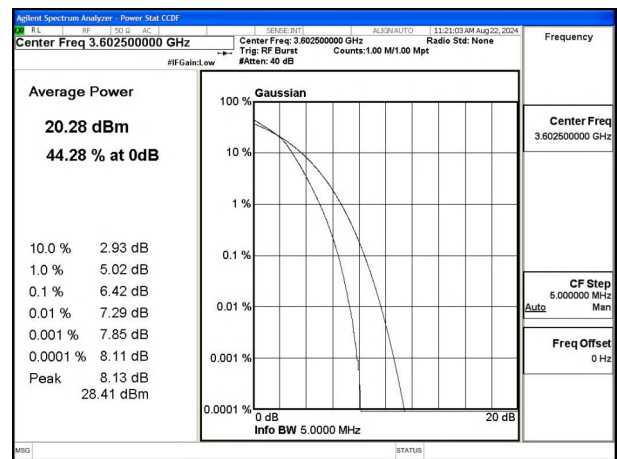 Agilent Spectrum Analyzer - Power Stat CCDF
RL RF 50 Ω AC SENSE:INT ALIGN AUTO 11:21:03 AM Aug 22, 2024
Center Freq 3.602500000 GHz
Center Freq: 3.602500000 GHz Radio Std: None
Trig: RF Burst Counts:1.00 M/1.00 Mpt
#IFGain:Low #Atten: 40 dB
Frequency
Average Power
20.28 dBm
44.28 % at 0dB
10.0 % 2.93 dB
1.0 % 5.02 dB
0.1 % 6.42 dB
0.01 % 7.29 dB
0.001 % 7.85 dB
0.0001 % 8.11 dB
Peak 8.13 dB
28.41 dBm
Gaussian
100 %
10 %
1 %
0.1 %
0.01 %
0.001 %
0.0001 %
0 dB 20 dB
Info BW 5.0000 MHz
Center Freq
3.602500000 GHz
CF Step
5.000000 MHz
Auto Man
Freq Offset
0 Hz
MSG STATUS